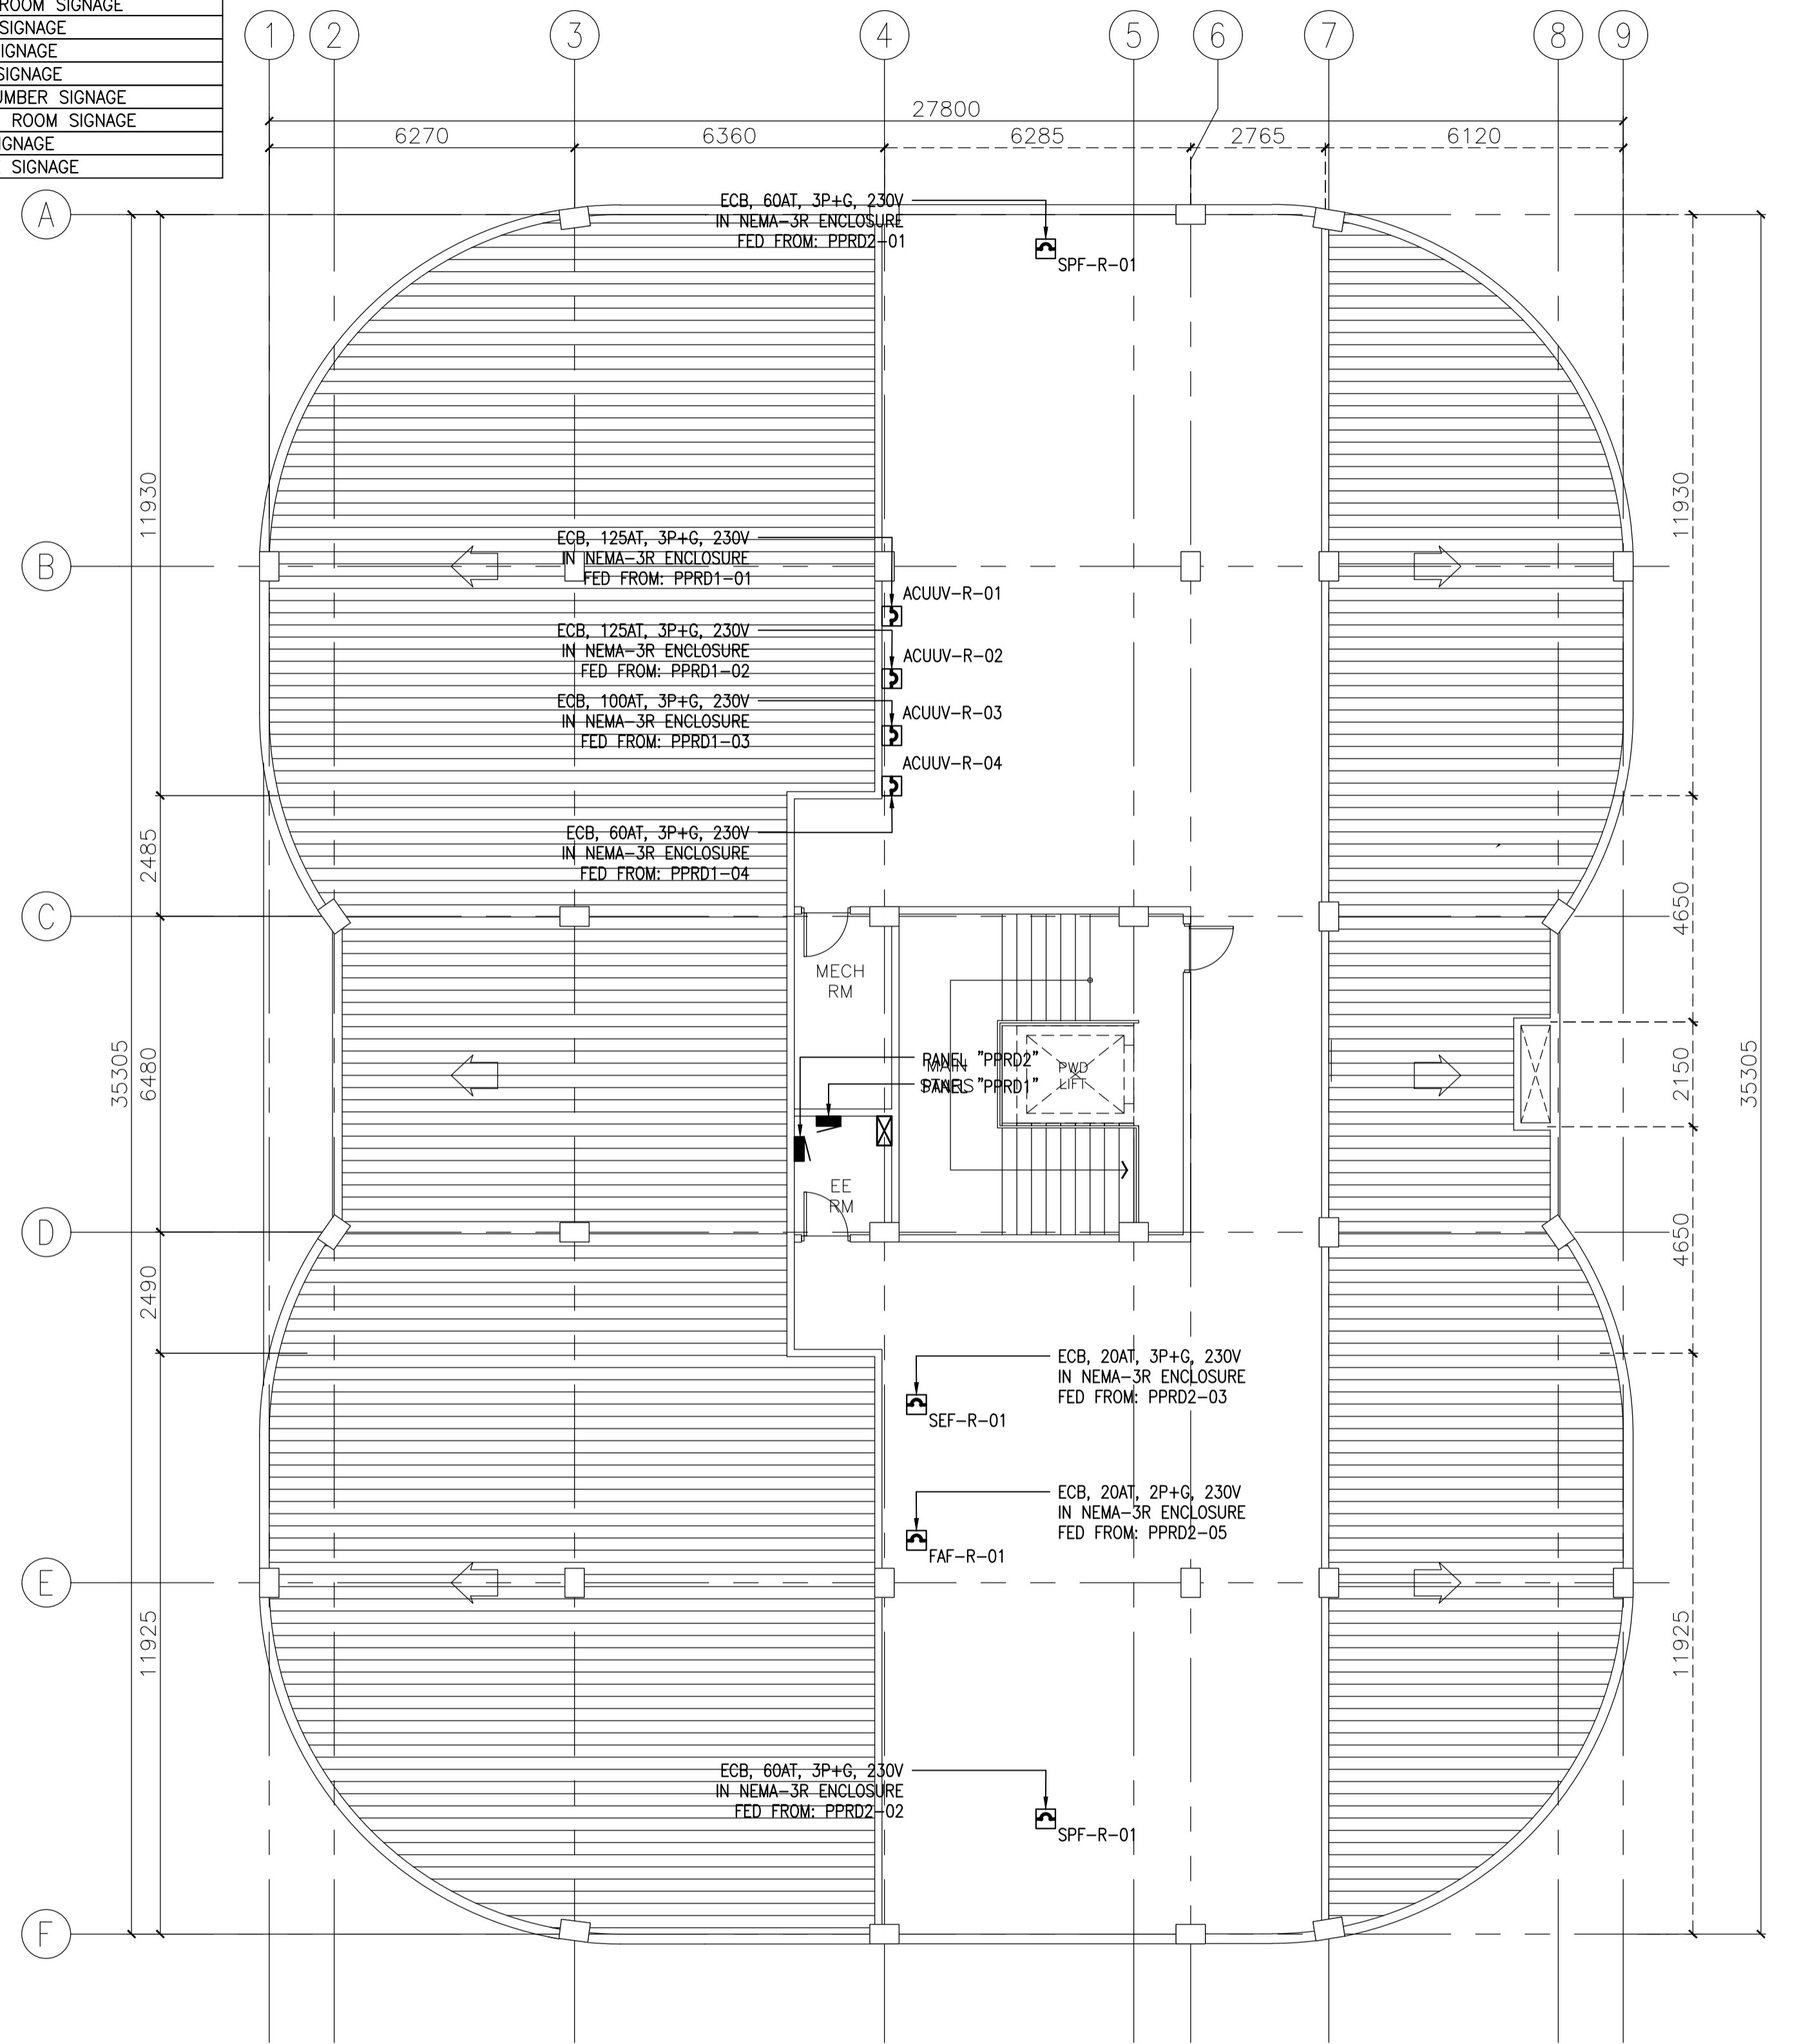 ROOM SIGNAGE
SIGNAGE
SIGNAGE
SIGNAGE
UMBER SIGNAGE
ROOM SIGNAGE
SIGNAGE
SIGNAGE
1 2 3 4 5 6 7 8 9
27800
6270 6360 6285 2765 6120
A
B
C
D
E
F
35305
11930
2485
6480
2490
11925
ECB, 60AT, 3P+G, 230V
IN NEMA-3R ENCLOSURE
FED FROM: PPRD2-01
SPF-R-01
ECB, 125AT, 3P+G, 230V
IN NEMA-3R ENCLOSURE
FED FROM: PPRD1-01
ACUUV-R-01
ECB, 125AT, 3P+G, 230V
IN NEMA-3R ENCLOSURE
FED FROM: PPRD1-02
ACUUV-R-02
ECB, 100AT, 3P+G, 230V
IN NEMA-3R ENCLOSURE
FED FROM: PPRD1-03
ACUUV-R-03
ACUUV-R-04
ECB, 60AT, 3P+G, 230V
IN NEMA-3R ENCLOSURE
FED FROM: PPRD1-04
MECH
RM
PANEL "PPRD2"
PANEL "PPRD1"
MAIN
STAIRS
PWD
LIFT
EE
RM
ECB, 20AT, 3P+G, 230V
IN NEMA-3R ENCLOSURE
FED FROM: PPRD2-03
SEF-R-01
ECB, 20AT, 2P+G, 230V
IN NEMA-3R ENCLOSURE
FED FROM: PPRD2-05
FAF-R-01
ECB, 60AT, 3P+G, 230V
IN NEMA-3R ENCLOSURE
FED FROM: PPRD2-02
SPF-R-01
11930
4650
2150
4650
11925
35305